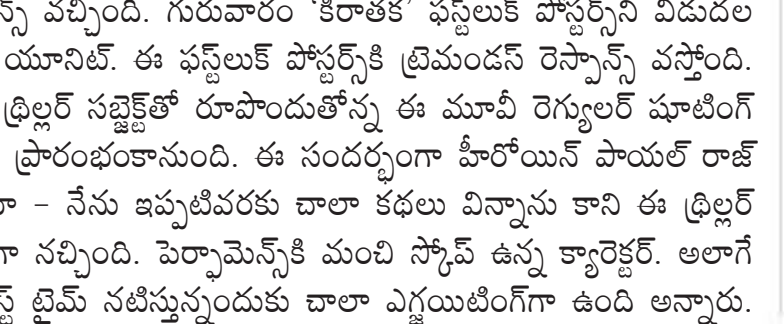 వచ్చింది. గురువారం 'కిరాతక' ఫస్ట్‌లుక్ పోస్టర్స్‌ని విడుదల
యూనిట్. ఈ ఫస్ట్‌లుక్ పోస్టర్స్‌కి ట్రెమండస్ రెస్పాన్స్ వస్తోంది.
థ్రిల్లర్ సబ్జెక్ట్‌తో రూపొందుతోన్న ఈ మూవీ రెగ్యులర్ షూటింగ్
ప్రారంభంకానుంది. ఈ సందర్భంగా హీరోయిన్ పాయల్ రాజ్
– నేను ఇప్పటివరకు చాలా కథలు విన్నాను కాని ఈ థ్రిల్లర్
నచ్చింది. పెర్ఫామెన్స్‌కి మంచి స్కోప్ ఉన్న క్యారెక్టర్. అలాగే
టైమ్ నటిస్తున్నందుకు చాలా ఎగ్జయిటింగ్‌గా ఉంది అన్నారు.